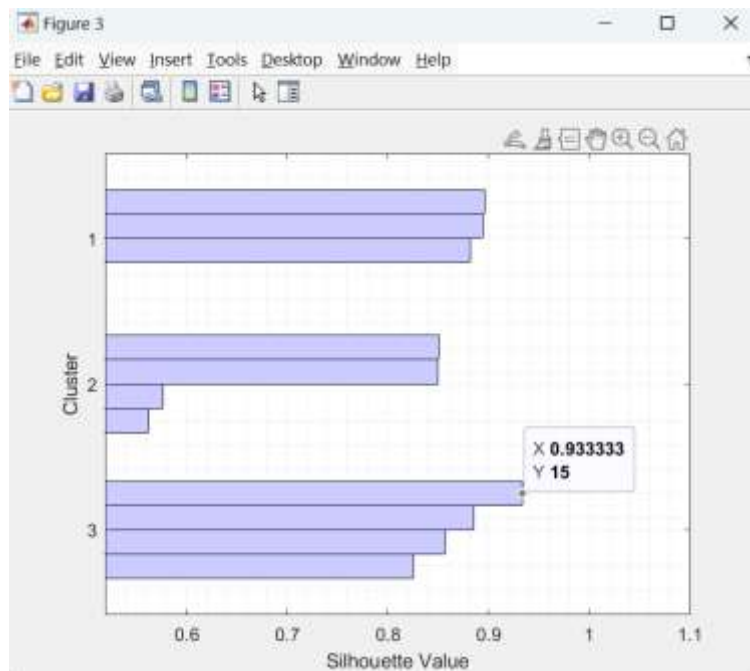 Figure 3
File Edit View Insert Tools Desktop Window Help
1
2
3
Cluster
X 0.933333
Y 15
0.6 0.7 0.8 0.9 1 1.1
Silhouette Value